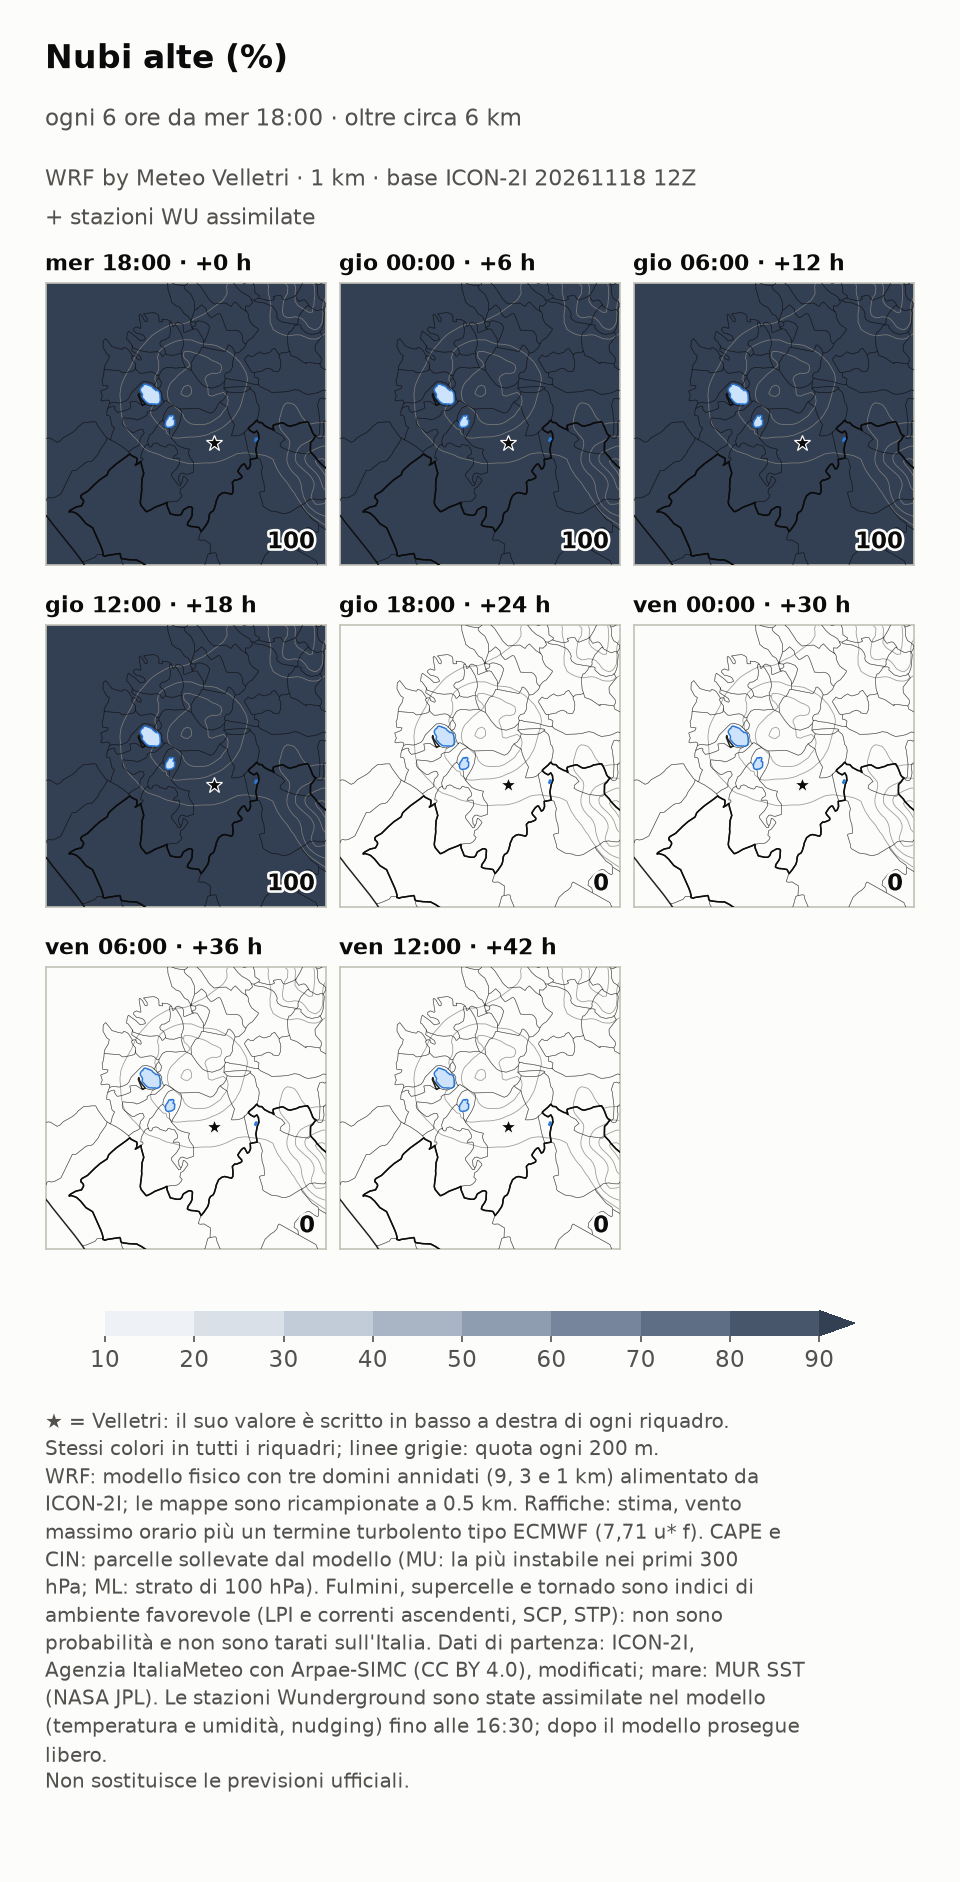 Nubi alte (%)
ogni 6 ore da mer 18:00 · oltre circa 6 km
WRF by Meteo Velletri · 1 km · base ICON-2I 20261118 12Z
+ stazioni WU assimilate
mer 18:00 · +0 h
gio 00:00 · +6 h
gio 06:00 · +12 h
100
100
100
gio 12:00 · +18 h
gio 18:00 · +24 h
ven 00:00 · +30 h
100
0
0
ven 06:00 · +36 h
ven 12:00 · +42 h
0
0
10 20 30 40 50 60 70 80 90
★ = Velletri: il suo valore è scritto in basso a destra di ogni riquadro.
Stessi colori in tutti i riquadri; linee grigie: quota ogni 200 m.
WRF: modello fisico con tre domini annidati (9, 3 e 1 km) alimentato da
ICON-2I; le mappe sono ricampionate a 0.5 km. Raffiche: stima, vento
massimo orario più un termine turbolento tipo ECMWF (7,71 u* f). CAPE e
CIN: parcelle sollevate dal modello (MU: la più instabile nei primi 300
hPa; ML: strato di 100 hPa). Fulmini, supercelle e tornado sono indici di
ambiente favorevole (LPI e correnti ascendenti, SCP, STP): non sono
probabilità e non sono tarati sull'Italia. Dati di partenza: ICON-2I,
Agenzia ItaliaMeteo con Arpae-SIMC (CC BY 4.0), modificati; mare: MUR SST
(NASA JPL). Le stazioni Wunderground sono state assimilate nel modello
(temperatura e umidità, nudging) fino alle 16:30; dopo il modello prosegue
libero.
Non sostituisce le previsioni ufficiali.